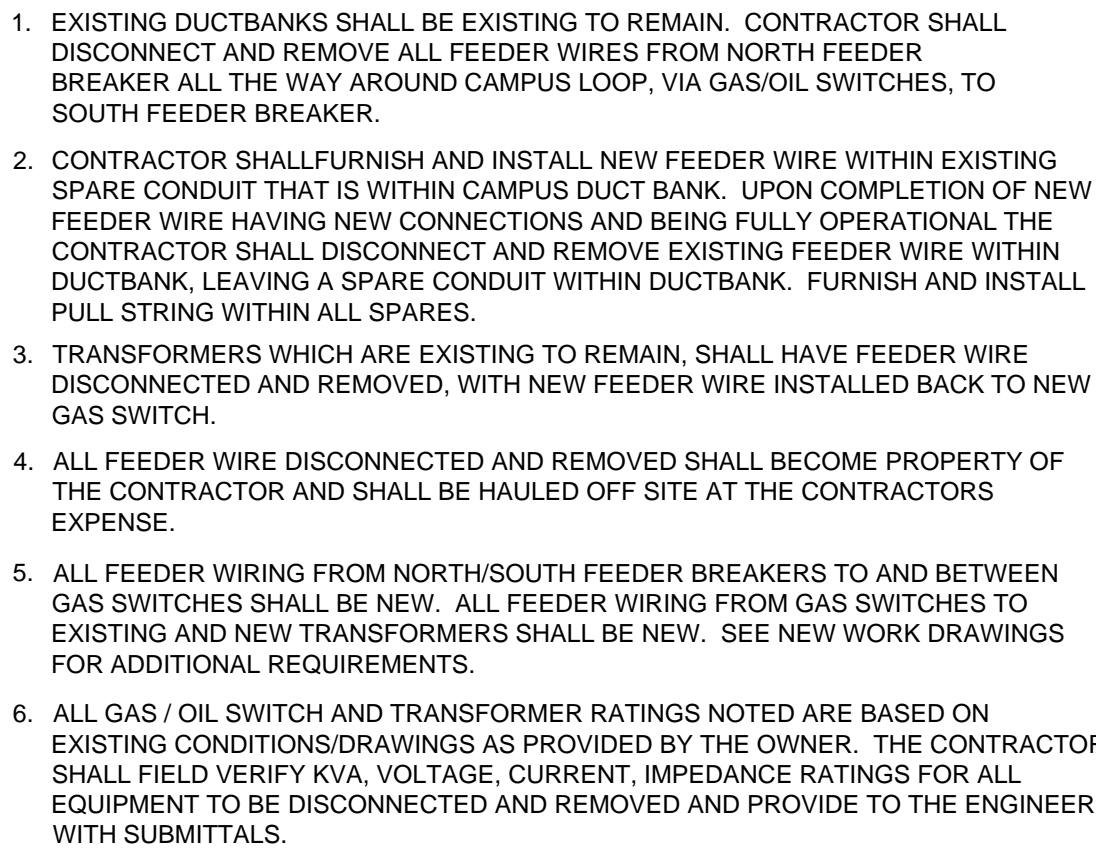 1. EXISTING DUCTBANKS SHALL BE EXISTING TO REMAIN.  CONTRACTOR SHALL
DISCONNECT AND REMOVE ALL FEEDER WIRES FROM NORTH FEEDER
BREAKER ALL THE WAY AROUND CAMPUS LOOP, VIA GAS/OIL SWITCHES, TO
SOUTH FEEDER BREAKER.
2. CONTRACTOR SHALLFURNISH AND INSTALL NEW FEEDER WIRE WITHIN EXISTING
SPARE CONDUIT THAT IS WITHIN CAMPUS DUCT BANK.  UPON COMPLETION OF NEW
FEEDER WIRE HAVING NEW CONNECTIONS AND BEING FULLY OPERATIONAL THE
CONTRACTOR SHALL DISCONNECT AND REMOVE EXISTING FEEDER WIRE WITHIN
DUCTBANK, LEAVING A SPARE CONDUIT WITHIN DUCTBANK.  FURNISH AND INSTALL
PULL STRING WITHIN ALL SPARES.
3. TRANSFORMERS WHICH ARE EXISTING TO REMAIN, SHALL HAVE FEEDER WIRE
DISCONNECTED AND REMOVED, WITH NEW FEEDER WIRE INSTALLED BACK TO NEW
GAS SWITCH.
4. ALL FEEDER WIRE DISCONNECTED AND REMOVED SHALL BECOME PROPERTY OF
THE CONTRACTOR AND SHALL BE HAULED OFF SITE AT THE CONTRACTORS
EXPENSE.
5. ALL FEEDER WIRING FROM NORTH/SOUTH FEEDER BREAKERS TO AND BETWEEN
GAS SWITCHES SHALL BE NEW.  ALL FEEDER WIRING FROM GAS SWITCHES TO
EXISTING AND NEW TRANSFORMERS SHALL BE NEW.  SEE NEW WORK DRAWINGS
FOR ADDITIONAL REQUIREMENTS.
6. ALL GAS / OIL SWITCH AND TRANSFORMER RATINGS NOTED ARE BASED ON
EXISTING CONDITIONS/DRAWINGS AS PROVIDED BY THE OWNER.  THE CONTRACTOR
SHALL FIELD VERIFY KVA, VOLTAGE, CURRENT, IMPEDANCE RATINGS FOR ALL
EQUIPMENT TO BE DISCONNECTED AND REMOVED AND PROVIDE TO THE ENGINEER
WITH SUBMITTALS.